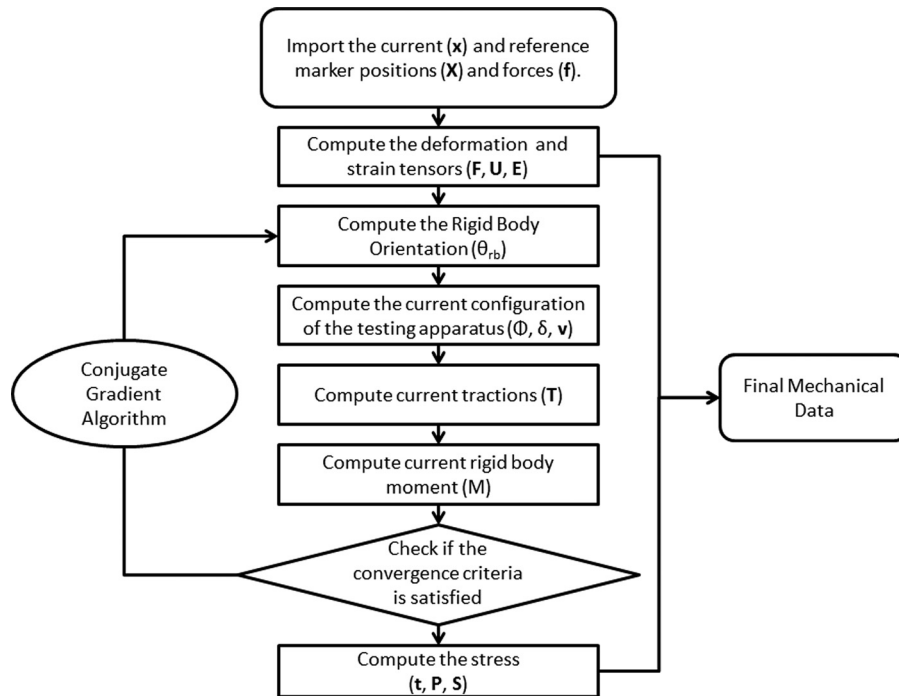 Import the current (x) and reference
marker positions (X) and forces (f).
Compute the deformation and
strain tensors (F, U, E)
Compute the Rigid Body
Orientation (θrb)
Compute the current configuration
of the testing apparatus (Φ, δ, v)
Conjugate
Gradient
Algorithm
Compute current tractions (T)
Final Mechanical
Data
Compute current rigid body
moment (M)
Check if the
convergence criteria
is satisfied
Compute the stress
(t, P, S)